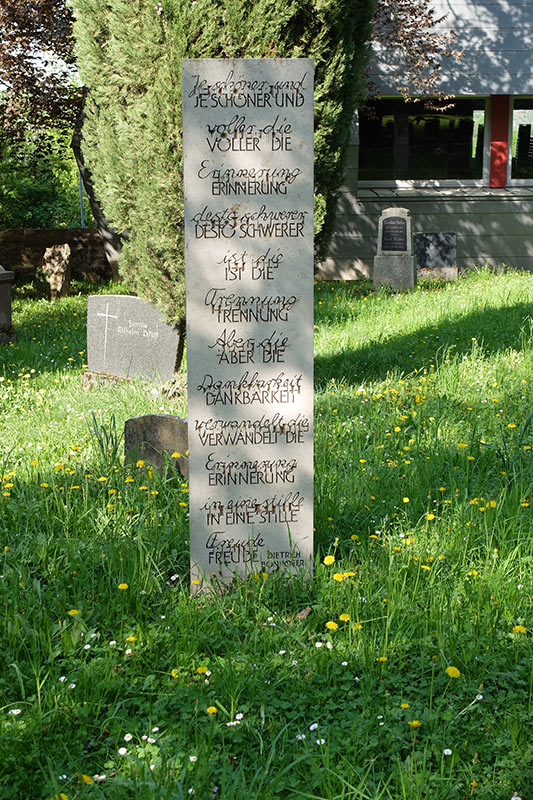 Je schöner und
JE SCHÖNER UND
voller die
VOLLER DIE
Erinnerung
ERINNERUNG
desto schwerer
DESTO SCHWERER
ist die
IST DIE
Trennung
TRENNUNG
Aber die
ABER DIE
Dankbarkeit
DANKBARKEIT
verwandelt die
VERWANDELT DIE
Erinnerung
ERINNERUNG
in eine stille
IN EINE STILLE
Freude
FREUDE
DIETRICH
BONHOEFFER